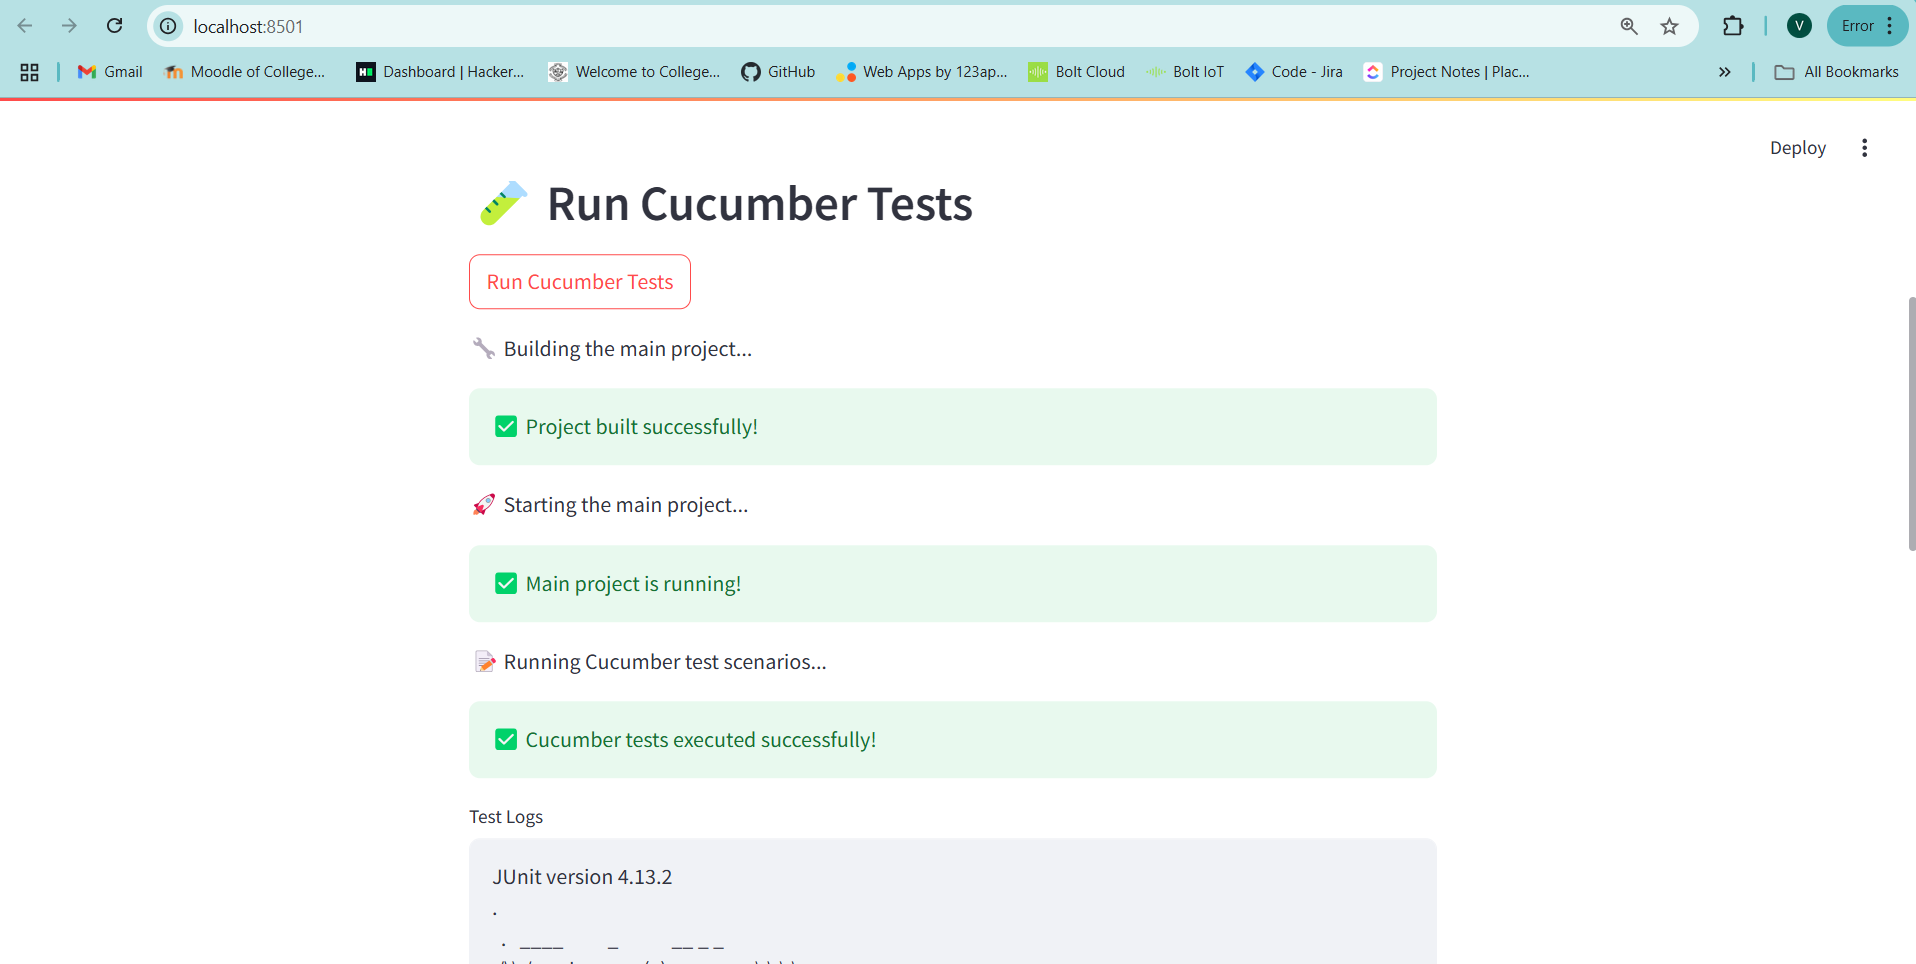 localhost:8501
V
Error
Gmail
Moodle of College...
Dashboard | Hacker...
Welcome to College...
GitHub
Web Apps by 123ap...
Bolt Cloud
Bolt IoT
Code - Jira
Project Notes | Plac...
All Bookmarks
Deploy
Run Cucumber Tests
Run Cucumber Tests
Building the main project...
Project built successfully!
Starting the main project...
Main project is running!
Running Cucumber test scenarios...
Cucumber tests executed successfully!
Test Logs
JUnit version 4.13.2
.